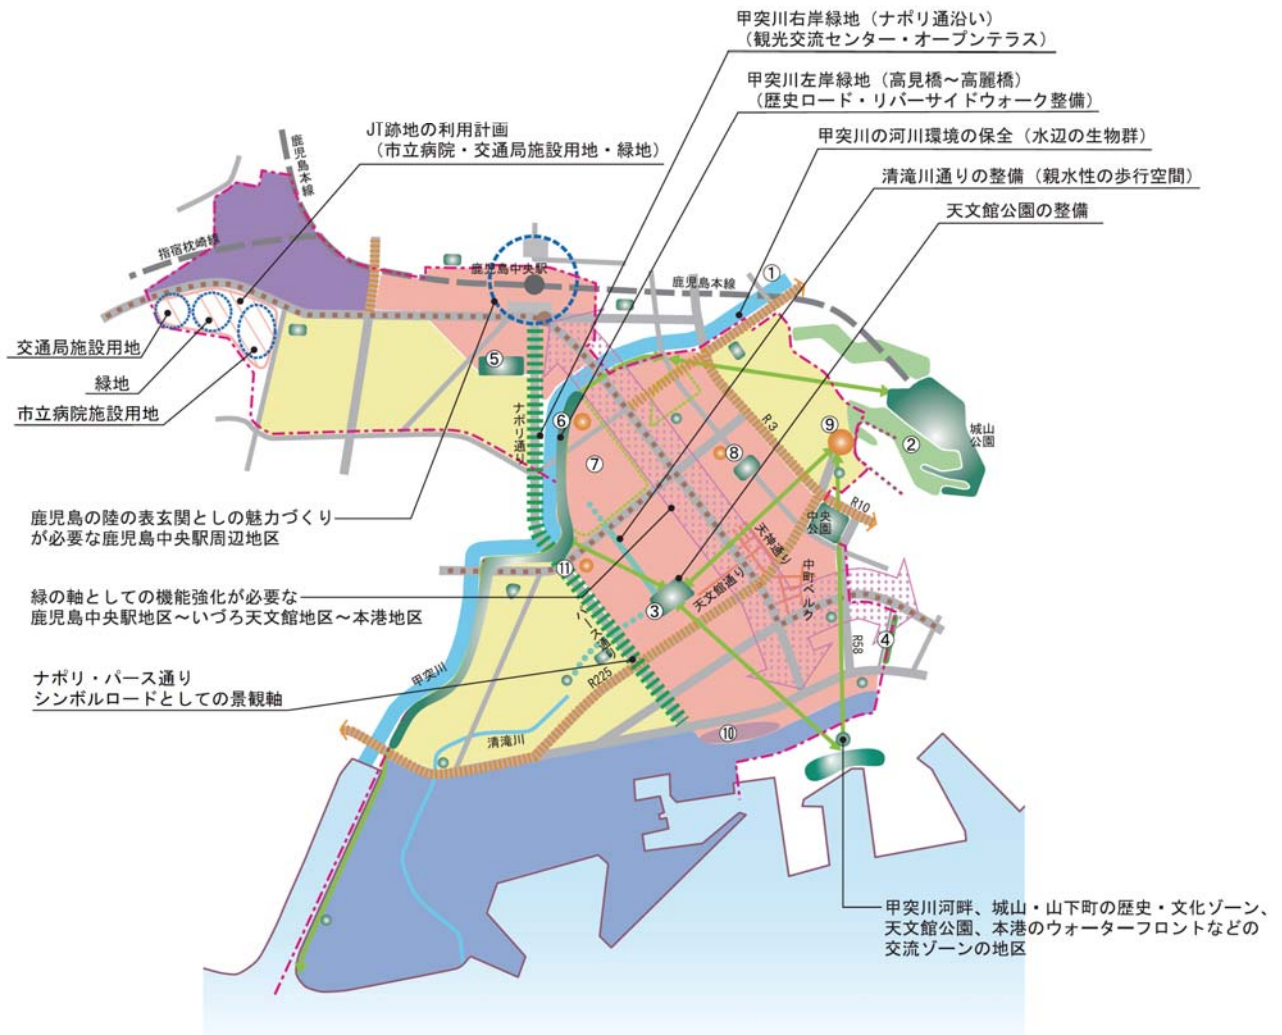 甲突川右岸緑地(ナポリ通沿い)
(観光交流センター・オープンテラス)
甲突川左岸緑地(高見橋～高麗橋)
(歴史ロード・リバーサイドウォーク整備)
JT跡地の利用計画
(市立病院・交通局施設用地・緑地)
甲突川の河川環境の保全(水辺の生物群)
清滝川通りの整備(親水性の歩行空間)
天文館公園の整備
鹿児島本線
指宿枕崎線
鹿児島中央駅
鹿児島本線
①
交通局施設用地
緑地
市立病院施設用地
⑤
ナポリ通り
⑥
⑦
⑧
R3
⑨
②
城山
公園
R10
中央
公園
鹿児島の陸の表玄関としの魅力づくり
が必要な鹿児島中央駅周辺地区
天神通り
天文館通り
中町ベルク
⑪
③
パース通り
緑の軸としての機能強化が必要な
鹿児島中央駅地区～いづろ天文館地区～本港地区
R58
④
R225
ナポリ・パース通り
シンボルロードとしての景観軸
甲突川
清滝川
⑩
甲突川河畔、城山・山下町の歴史・文化ゾーン、
天文館公園、本港のウォーターフロントなどの
交流ゾーンの地区